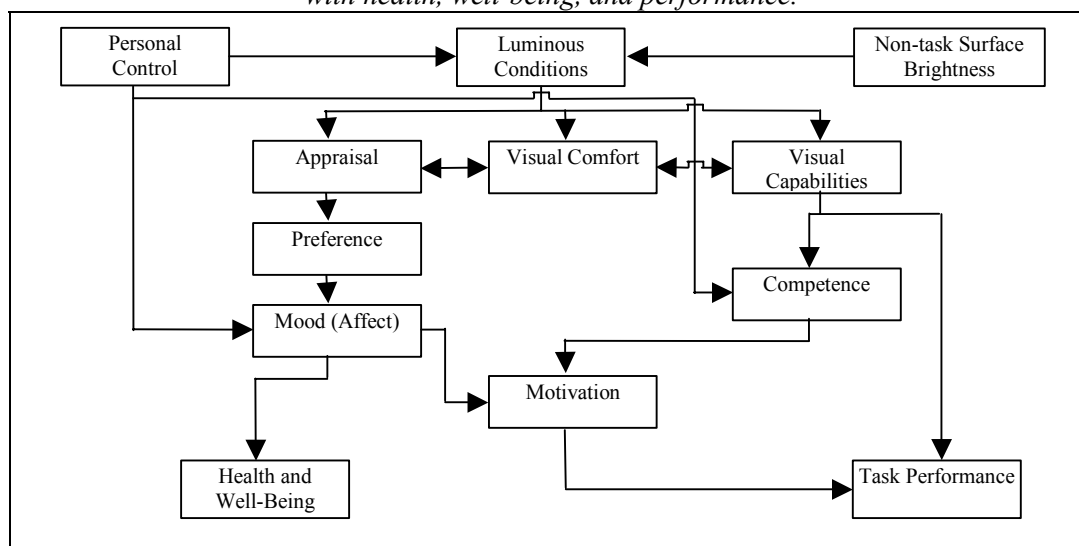 with health, well-being, and performance.
Personal
Control
Luminous
Conditions
Non-task Surface
Brightness
Appraisal
Visual Comfort
Visual
Capabilities
Preference
Competence
Mood (Affect)
Motivation
Health and
Well-Being
Task Performance